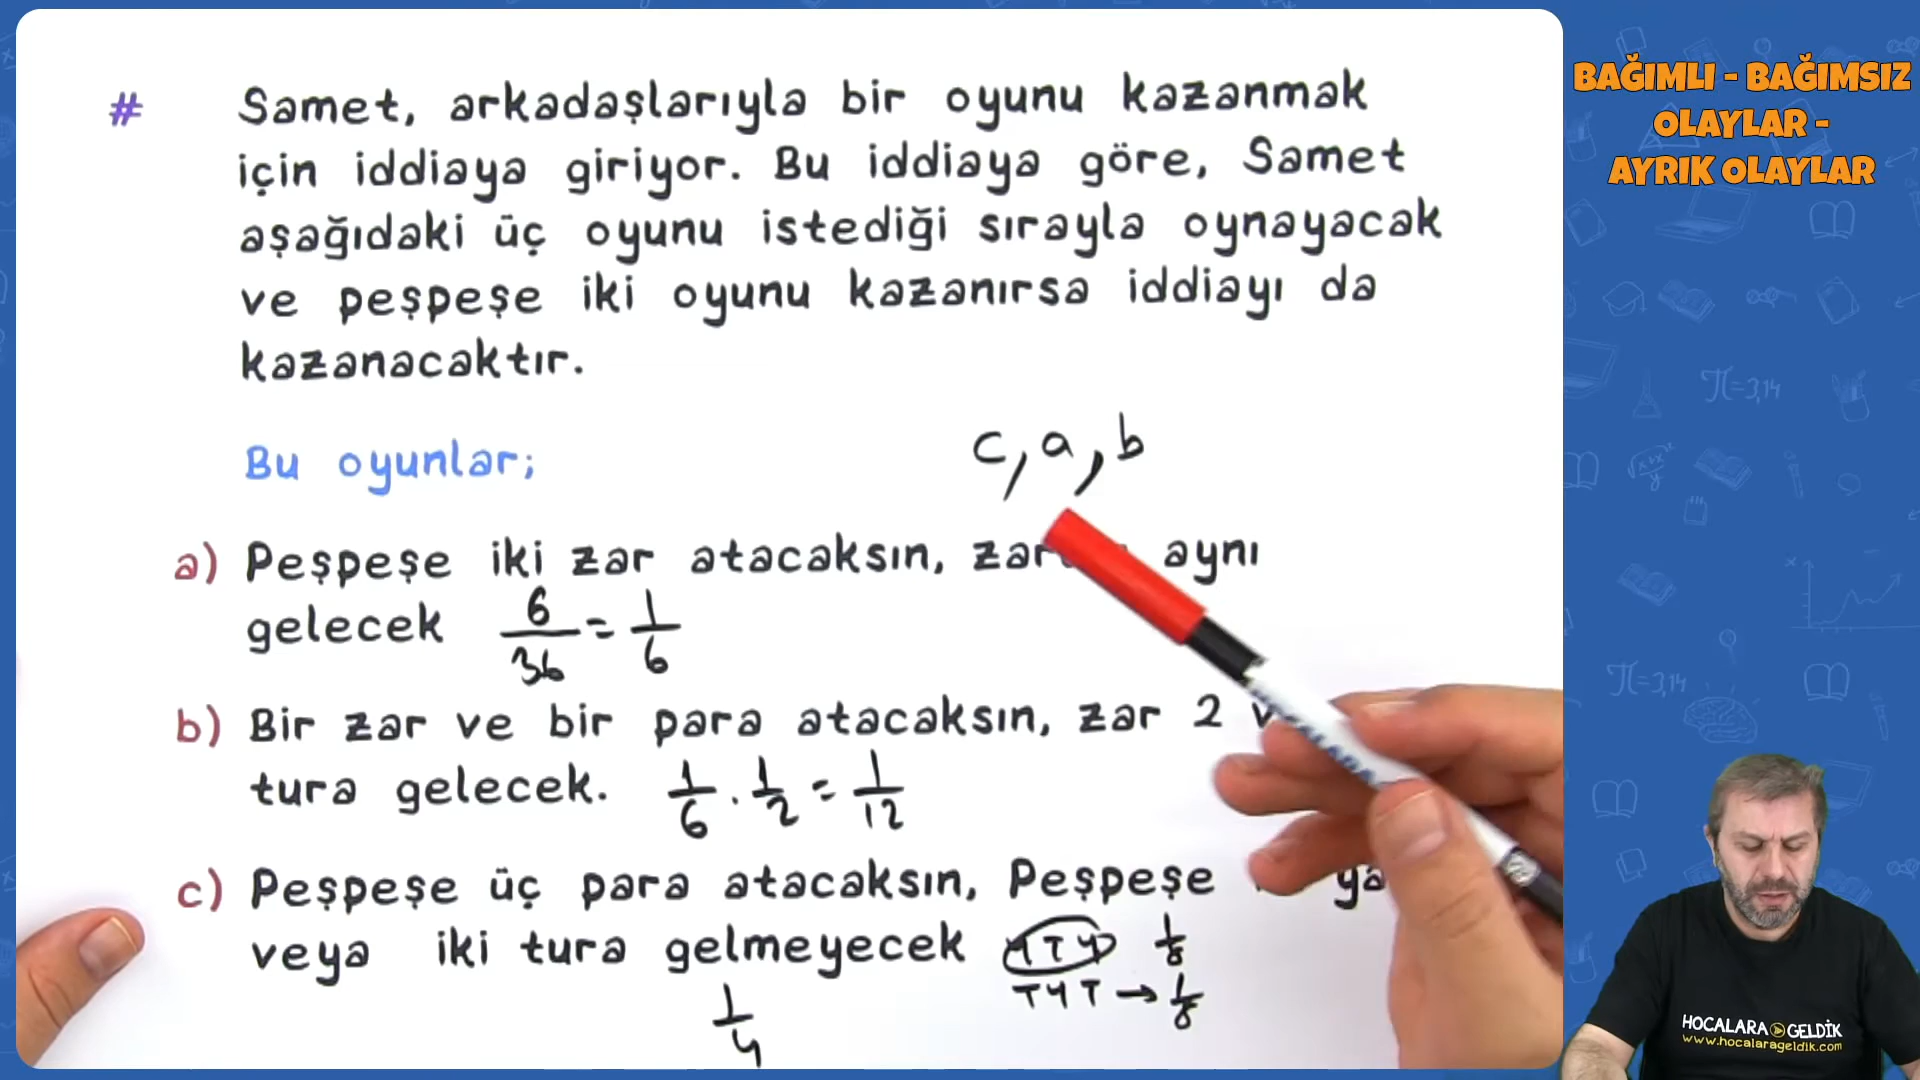 BAĞIMLI - BAĞIMSIZ
OLAYLAR -
AYRIK OLAYLAR
# Samet, arkadaşlarıyla bir oyunu kazanmak
için iddiaya giriyor. Bu iddiaya göre, Samet
aşağıdaki üç oyunu istediği sırayla oynayacak
ve peşpeşe iki oyunu kazanırsa iddiayı da
kazanacaktır.
c, a, b
Bu oyunlar;
a) Peşpeşe iki zar atacaksın, aynı
gelecek 6/36 = 1/6
b) Bir zar ve bir para atacaksın, zar 2
tura gelecek. 1/6 . 1/2 = 1/12
c) Peşpeşe üç para atacaksın, Peşpeşe
veya iki tura gelmeyecek YTY 1/8
TYT → 1/8
1/4
HOCALARA GELDİK
www.hocalarageldik.com
π=3,14
π=3,14